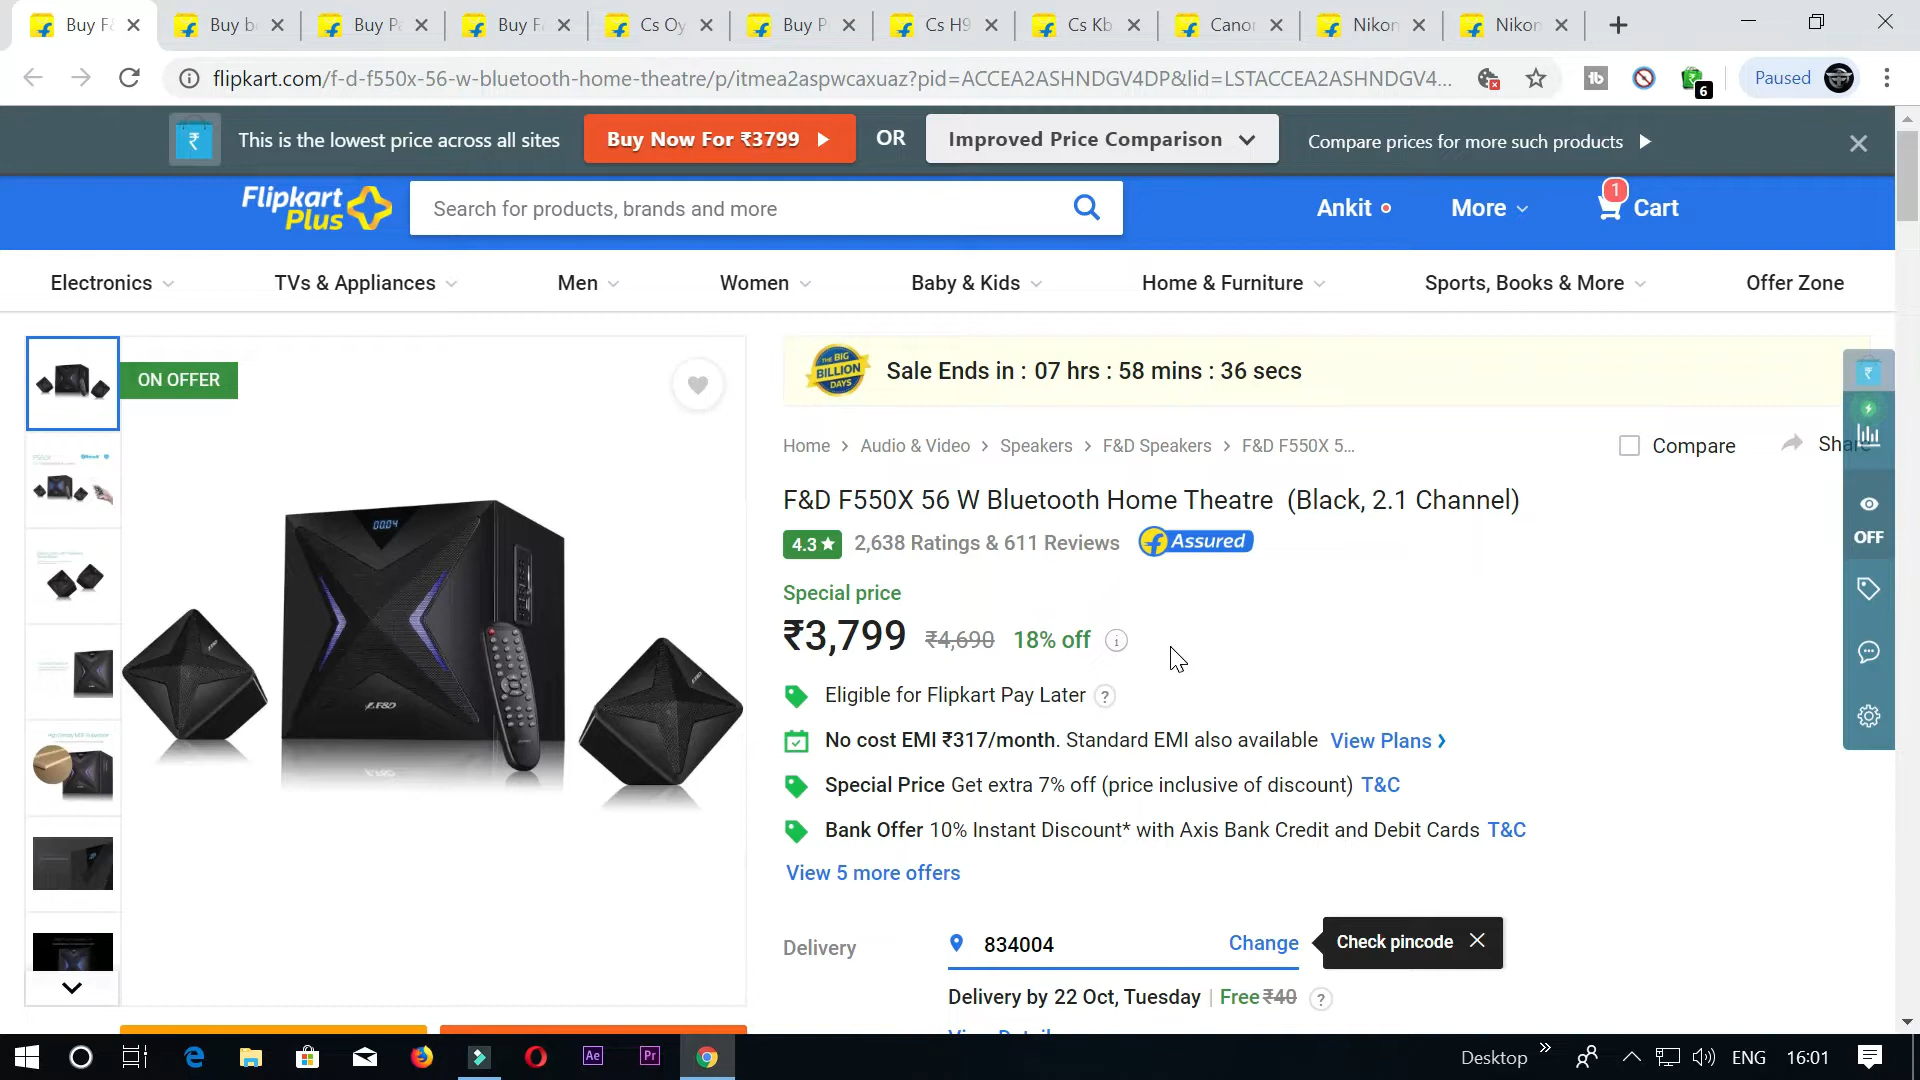 Buy F&
Buy b
Buy Pa
Buy F
Cs Oy
Buy P
Cs H9
Cs Kb
Canon
Nikon
Nikon
flipkart.com/f-d-f550x-56-w-bluetooth-home-theatre/p/itmea2aspwcaxuaz?pid=ACCEA2ASHNDGV4DP&lid=LSTACCEA2ASHNDGV4...
tb
6
Paused
This is the lowest price across all sites
Buy Now For ₹3799
OR
Improved Price Comparison
Compare prices for more such products
Flipkart
Plus
Search for products, brands and more
Ankit
More
1
Cart
Electronics
TVs & Appliances
Men
Women
Baby & Kids
Home & Furniture
Sports, Books & More
Offer Zone
ON OFFER
THE BIG
BILLION
DAYS
Sale Ends in : 07 hrs : 58 mins : 36 secs
Home > Audio & Video > Speakers > F&D Speakers > F&D F550X 5...
Compare
Share
F&D F550X 56 W Bluetooth Home Theatre (Black, 2.1 Channel)
4.3★ 2,638 Ratings & 611 Reviews
Assured
OFF
Special price
₹3,799 ₹4,690 18% off
00:04
F&D
Eligible for Flipkart Pay Later ?
No cost EMI ₹317/month. Standard EMI also available View Plans
Special Price Get extra 7% off (price inclusive of discount) T&C
Bank Offer 10% Instant Discount* with Axis Bank Credit and Debit Cards T&C
View 5 more offers
Delivery
834004
Change
Check pincode
Delivery by 22 Oct, Tuesday | Free ₹40 ?
Ae
Pr
Desktop
ENG
16:01